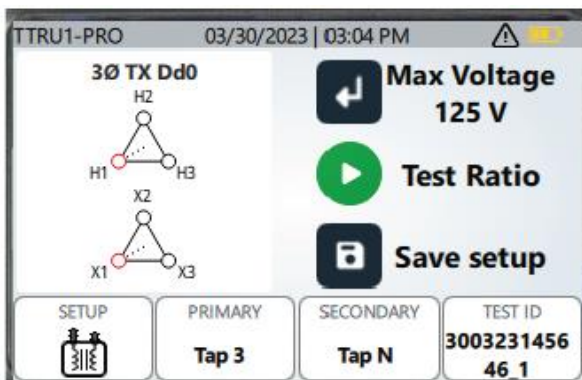 TTRU1-PRO 03/30/2023 | 03:04 PM
3Ø TX Dd0
H2
H1 H3
X2
X1 X3
Max Voltage
125 V
Test Ratio
Save setup
SETUP PRIMARY SECONDARY TEST ID
Tap 3 Tap N 3003231456
46_1